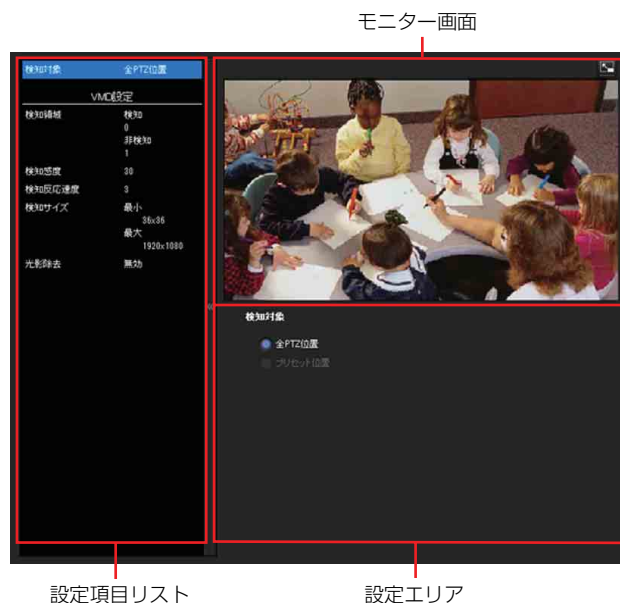 モニター画面
検知対象 全PTZ位置
VMD設定
検知領域 検知
0
非検知
1
検知感度 30
検知反応速度 3
検知サイズ 最小
36x36
最大
1920x1080
光影除去 無効
検知対象
全PTZ位置
プリセット位置
設定項目リスト 設定エリア